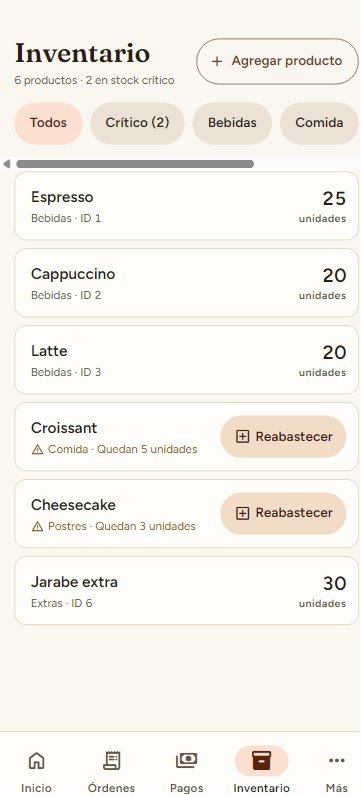 Inventario
6 productos · 2 en stock crítico
+ Agregar producto
Todos
Crítico (2)
Bebidas
Comida
Espresso
Bebidas · ID 1
25
unidades
Cappuccino
Bebidas · ID 2
20
unidades
Latte
Bebidas · ID 3
20
unidades
Croissant
Comida · Quedan 5 unidades
Reabastecer
Cheesecake
Postres · Quedan 3 unidades
Reabastecer
Jarabe extra
Extras · ID 6
30
unidades
Inicio
Órdenes
Pagos
Inventario
Más